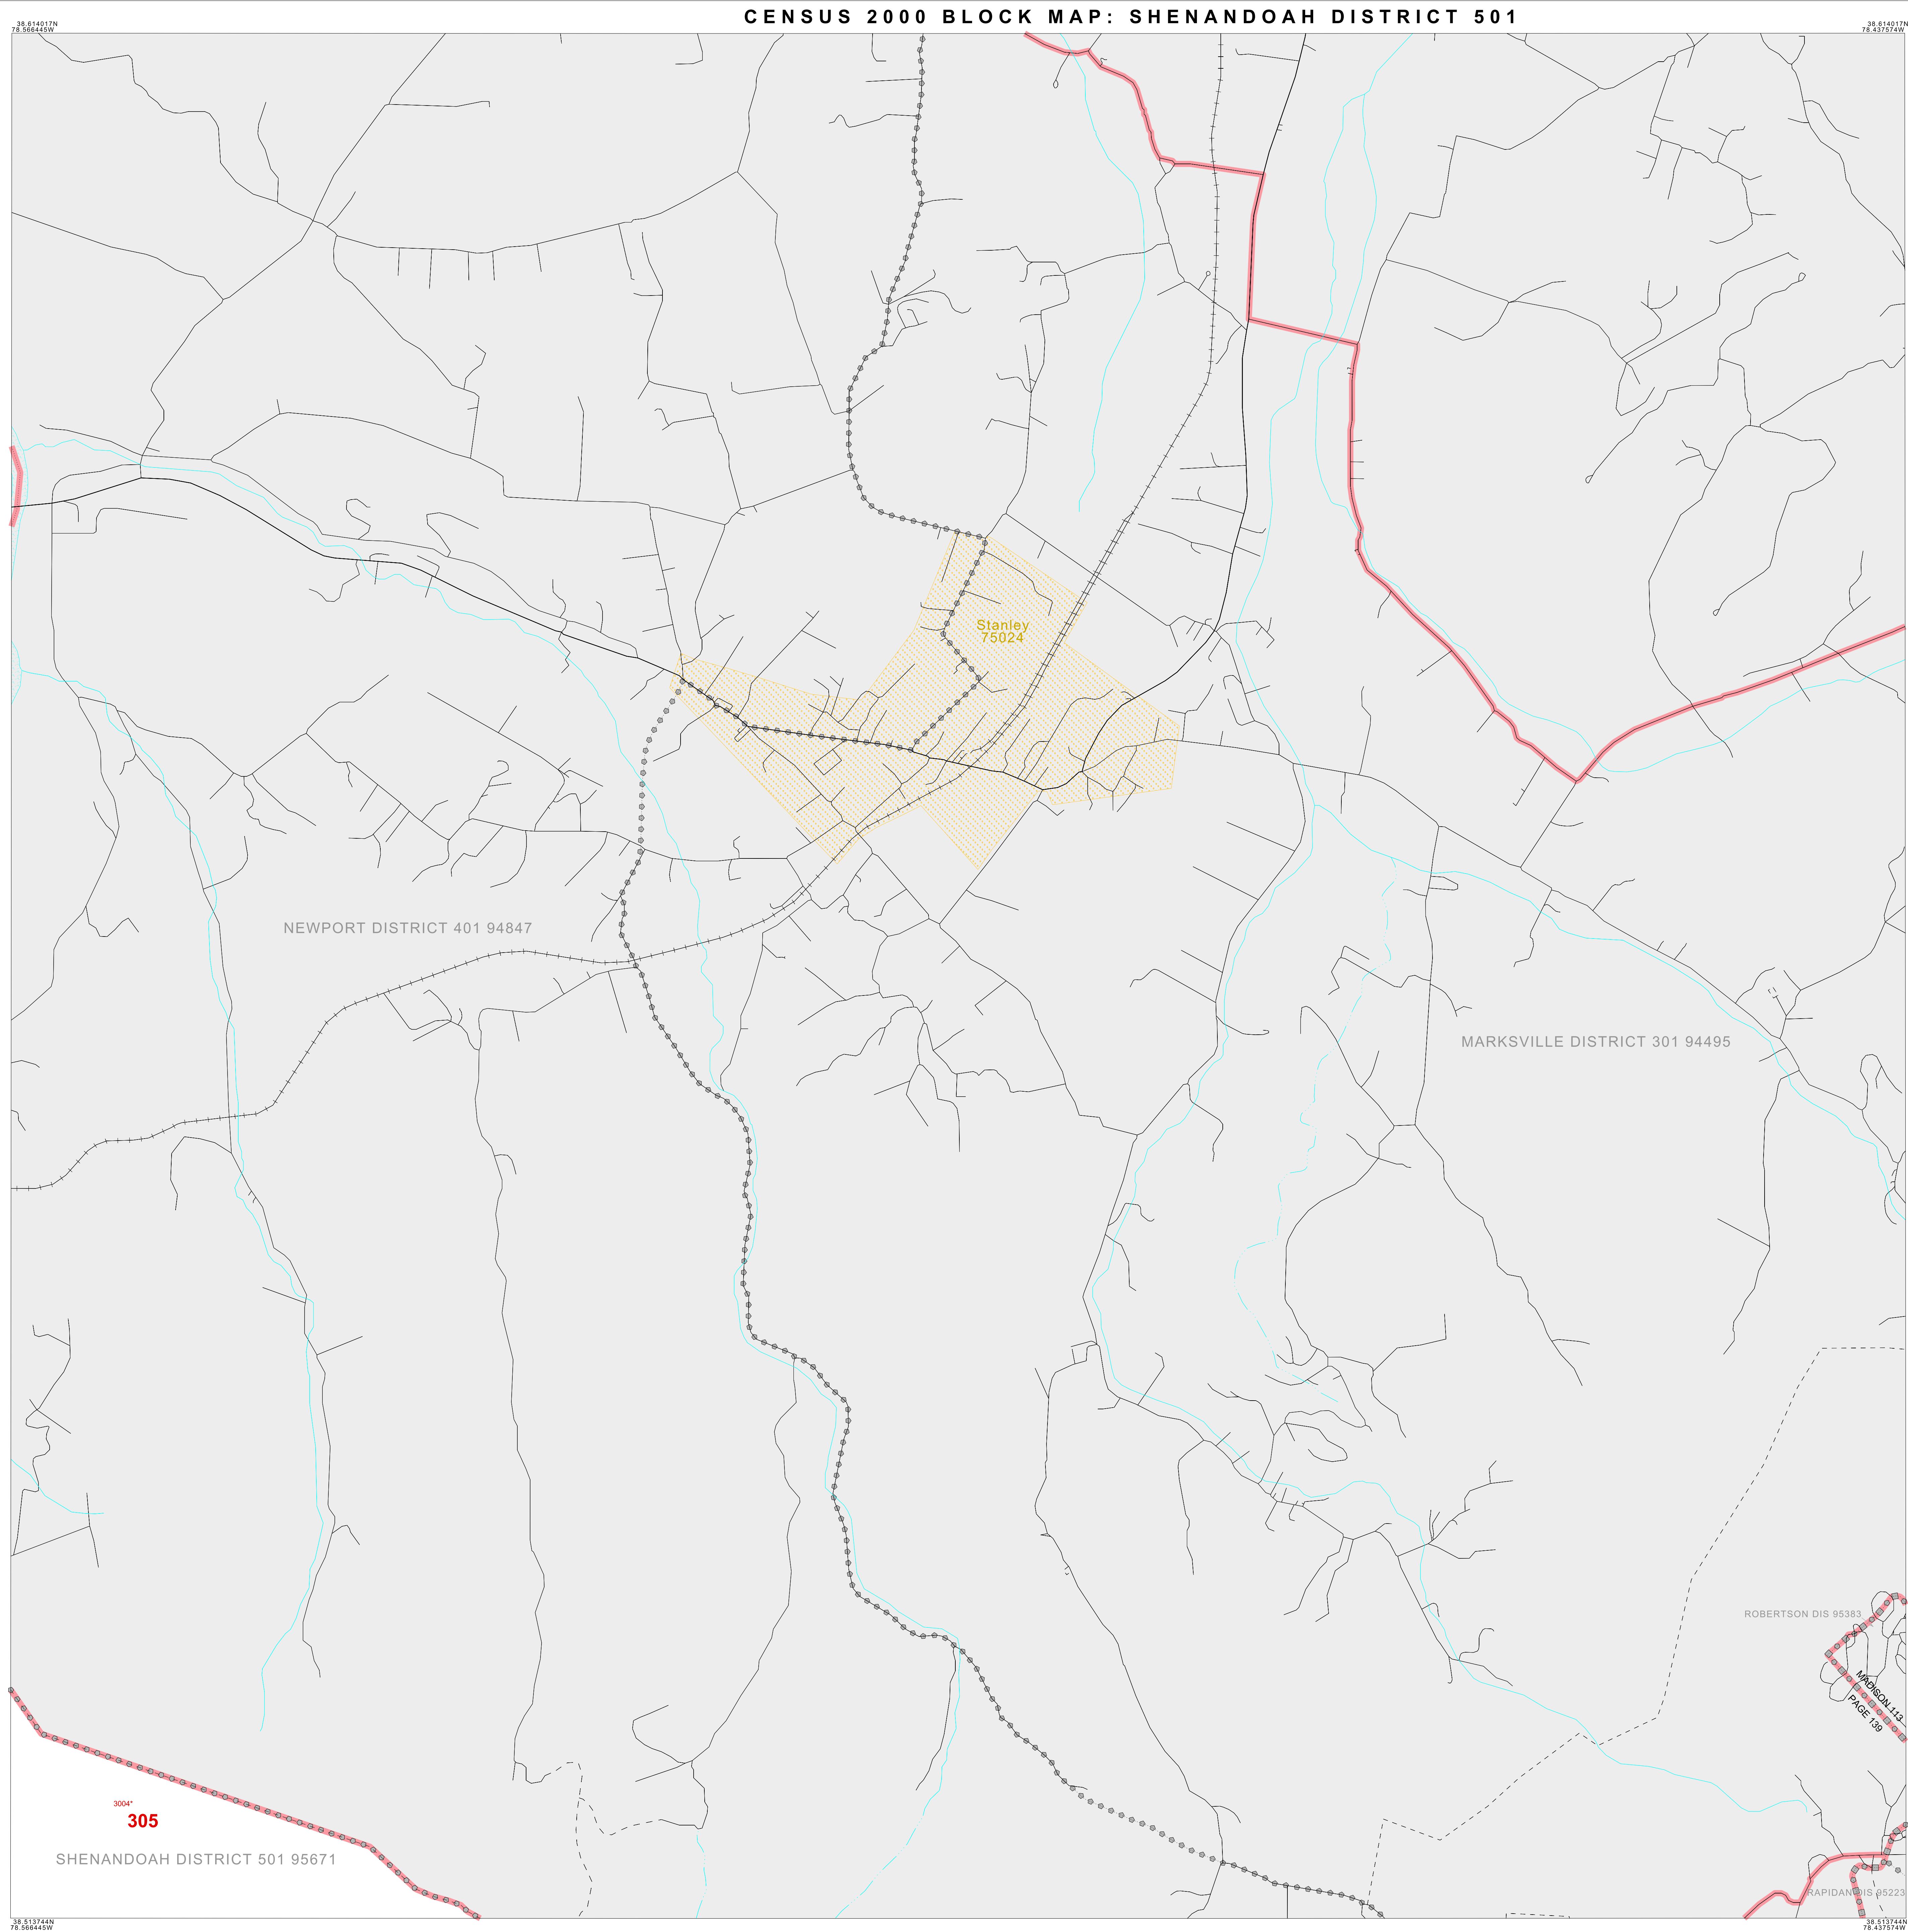 CENSUS 2000 BLOCK MAP: SHENANDOAH DISTRICT 501
38.614017N
78.566445W
38.614017N
78.437574W
Stanley
75024
NEWPORT DISTRICT 401 94847
MARKSVILLE DISTRICT 301 94495
ROBERTSON DIS 95383
MADISON 113
PAGE 139
3004*
305
SHENANDOAH DISTRICT 501 95671
RAPIDAN DIS 95223
38.513744N
78.566445W
38.513744N
78.437574W